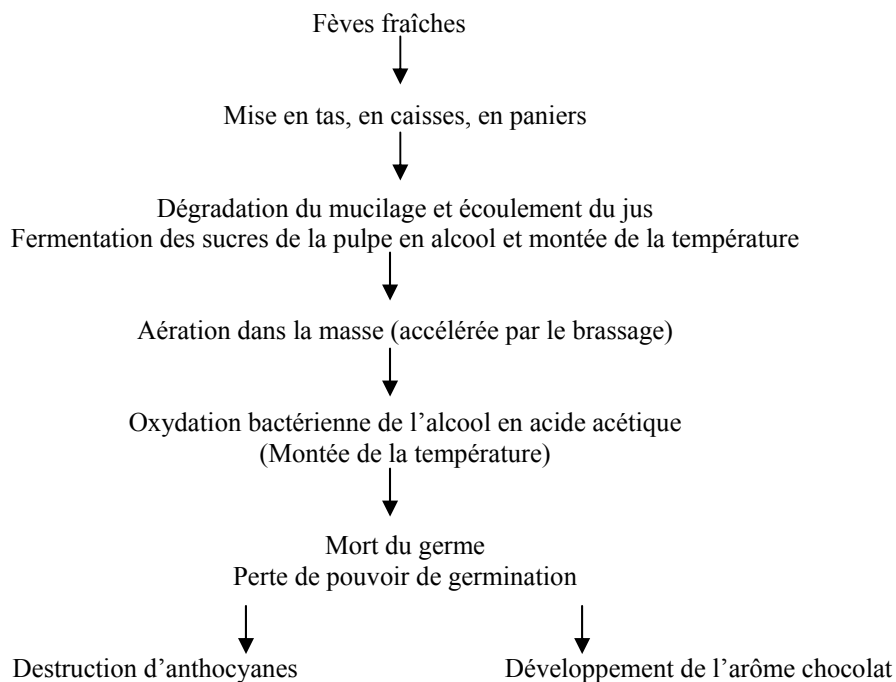 Fèves fraîches
Mise en tas, en caisses, en paniers
Dégradation du mucilage et écoulement du jus
Fermentation des sucres de la pulpe en alcool et montée de la température
Aération dans la masse (accélérée par le brassage)
Oxydation bactérienne de l’alcool en acide acétique
(Montée de la température)
Mort du germe
Perte de pouvoir de germination
Destruction d’anthocyanes
Développement de l’arôme chocolat